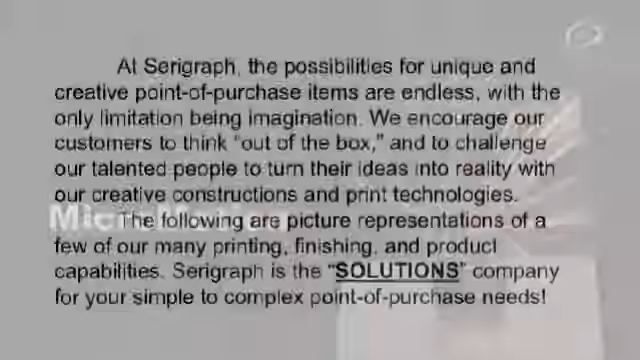 At Serigraph, the possibilities for unique and
creative point-of-purchase items are endless, with the
only limitation being imagination. We encourage our
customers to think "out of the box," and to challenge
our talented people to turn their ideas into reality with
our creative constructions and print technologies.
The following are picture representations of a
few of our many printing, finishing, and product
capabilities. Serigraph is the "SOLUTIONS" company
for your simple to complex point-of-purchase needs!